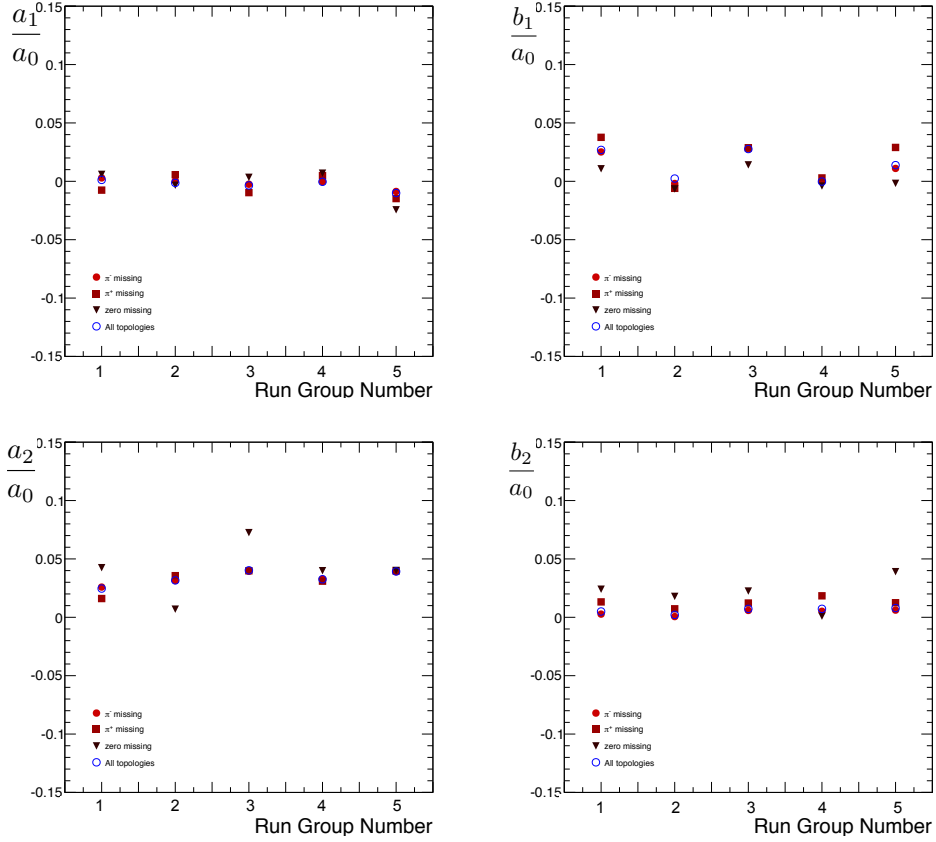 a₁/a₀
0.15
0.1
0.05
0
-0.05
-0.1
-0.15
π⁻ missing
π⁺ missing
zero missing
All topologies
1 2 3 4 5
Run Group Number
b₁/a₀
0.15
0.1
0.05
0
-0.05
-0.1
-0.15
π⁻ missing
π⁺ missing
zero missing
All topologies
1 2 3 4 5
Run Group Number
a₂/a₀
0.15
0.1
0.05
0
-0.05
-0.1
-0.15
π⁻ missing
π⁺ missing
zero missing
All topologies
1 2 3 4 5
Run Group Number
b₂/a₀
0.15
0.1
0.05
0
-0.05
-0.1
-0.15
π⁻ missing
π⁺ missing
zero missing
All topologies
1 2 3 4 5
Run Group Number